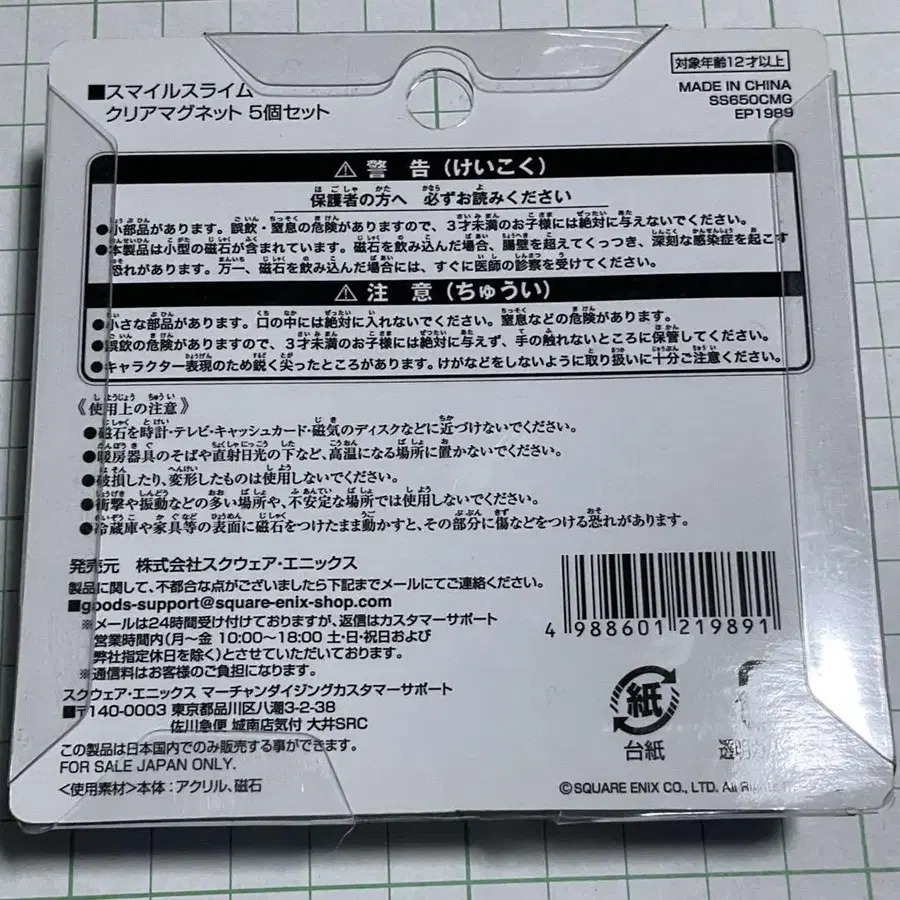 ■スマイルスライム
クリアマグネット 5個セット
対象年齢12才以上
MADE IN CHINA
SS650CMG
EP1989
⚠警 告(けいこく)
保護者の方へ 必ずお読みください
●小部品があります。誤飲・窒息の危険がありますので、3才未満のお子様には絶対に与えないでください。
●本製品は小型の磁石が含まれています。磁石を飲み込んだ場合、腸壁を超えてくっつき、深刻な感染症を起こす
恐れがあります。万一、磁石を飲み込んだ場合には、すぐに医師の診察を受けてください。
⚠注 意(ちゅうい)
●小さな部品があります。口の中には絶対に入れないでください。窒息などの危険があります。
●誤飲の危険がありますので、3才未満のお子様には絶対に与えず、手の触れないところに保管してください。
●キャラクター表現のため鋭く尖ったところがあります。けがなどをしないように取り扱いに十分ご注意ください。
《使用上の注意》
●磁石を時計・テレビ・キャッシュカード・磁気のディスクなどに近づけないでください。
●暖房器具のそばや直射日光の下など、高温になる場所に置かないでください。
●破損したり、変形したものは使用しないでください。
●衝撃や振動などの多い場所や、不安定な場所では使用しないでください。
●冷蔵庫や家具等の表面に磁石をつけたまま動かすと、その部分に傷などをつける恐れがあります。
発売元 株式会社スクウェア・エニックス
製品に関して、不都合な点がございましたら下記までメールにてご連絡ください。
■goods-support@square-enix-shop.com
※メールは24時間受け付けておりますが、返信はカスタマーサポート
営業時間内(月〜金 10:00〜18:00 土・日・祝日および
弊社指定休日を除く)とさせていただいております。
※通信料はお客様のご負担になります。
スクウェア・エニックス マーチャンダイジングカスタマーサポート
■〒140-0003 東京都品川区八潮3-2-38
佐川急便 城南店気付 大井SRC
この製品は日本国内でのみ販売する事ができます。
FOR SALE JAPAN ONLY.
<使用素材>本体:アクリル、磁石
4 988601 219891
紙
台紙
透明
©SQUARE ENIX CO., LTD. All